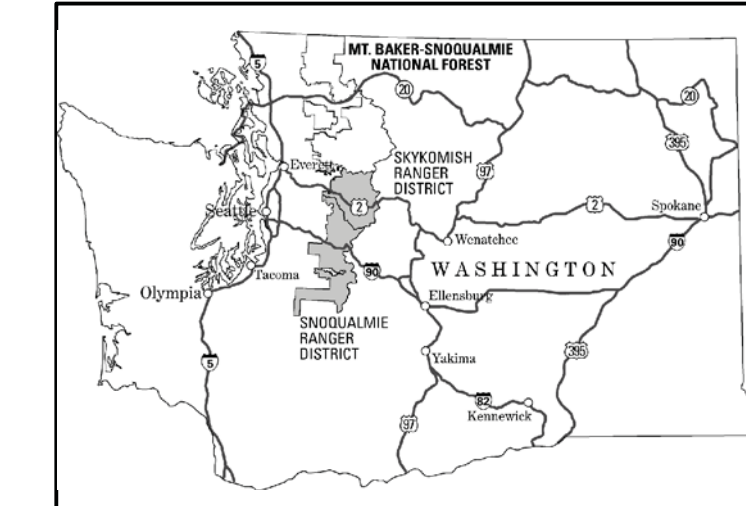 MT. BAKER-SNOQUALMIE
NATIONAL FOREST
5
20
20
395
Everett
SKYKOMISH
RANGER
DISTRICT
97
2
2
Seattle
Spokane
Wenatchee
90
90
WASHINGTON
Tacoma
Olympia
Ellensburg
SNOQUALMIE
RANGER
DISTRICT
5
395
Yakima
82
Kennewick
97